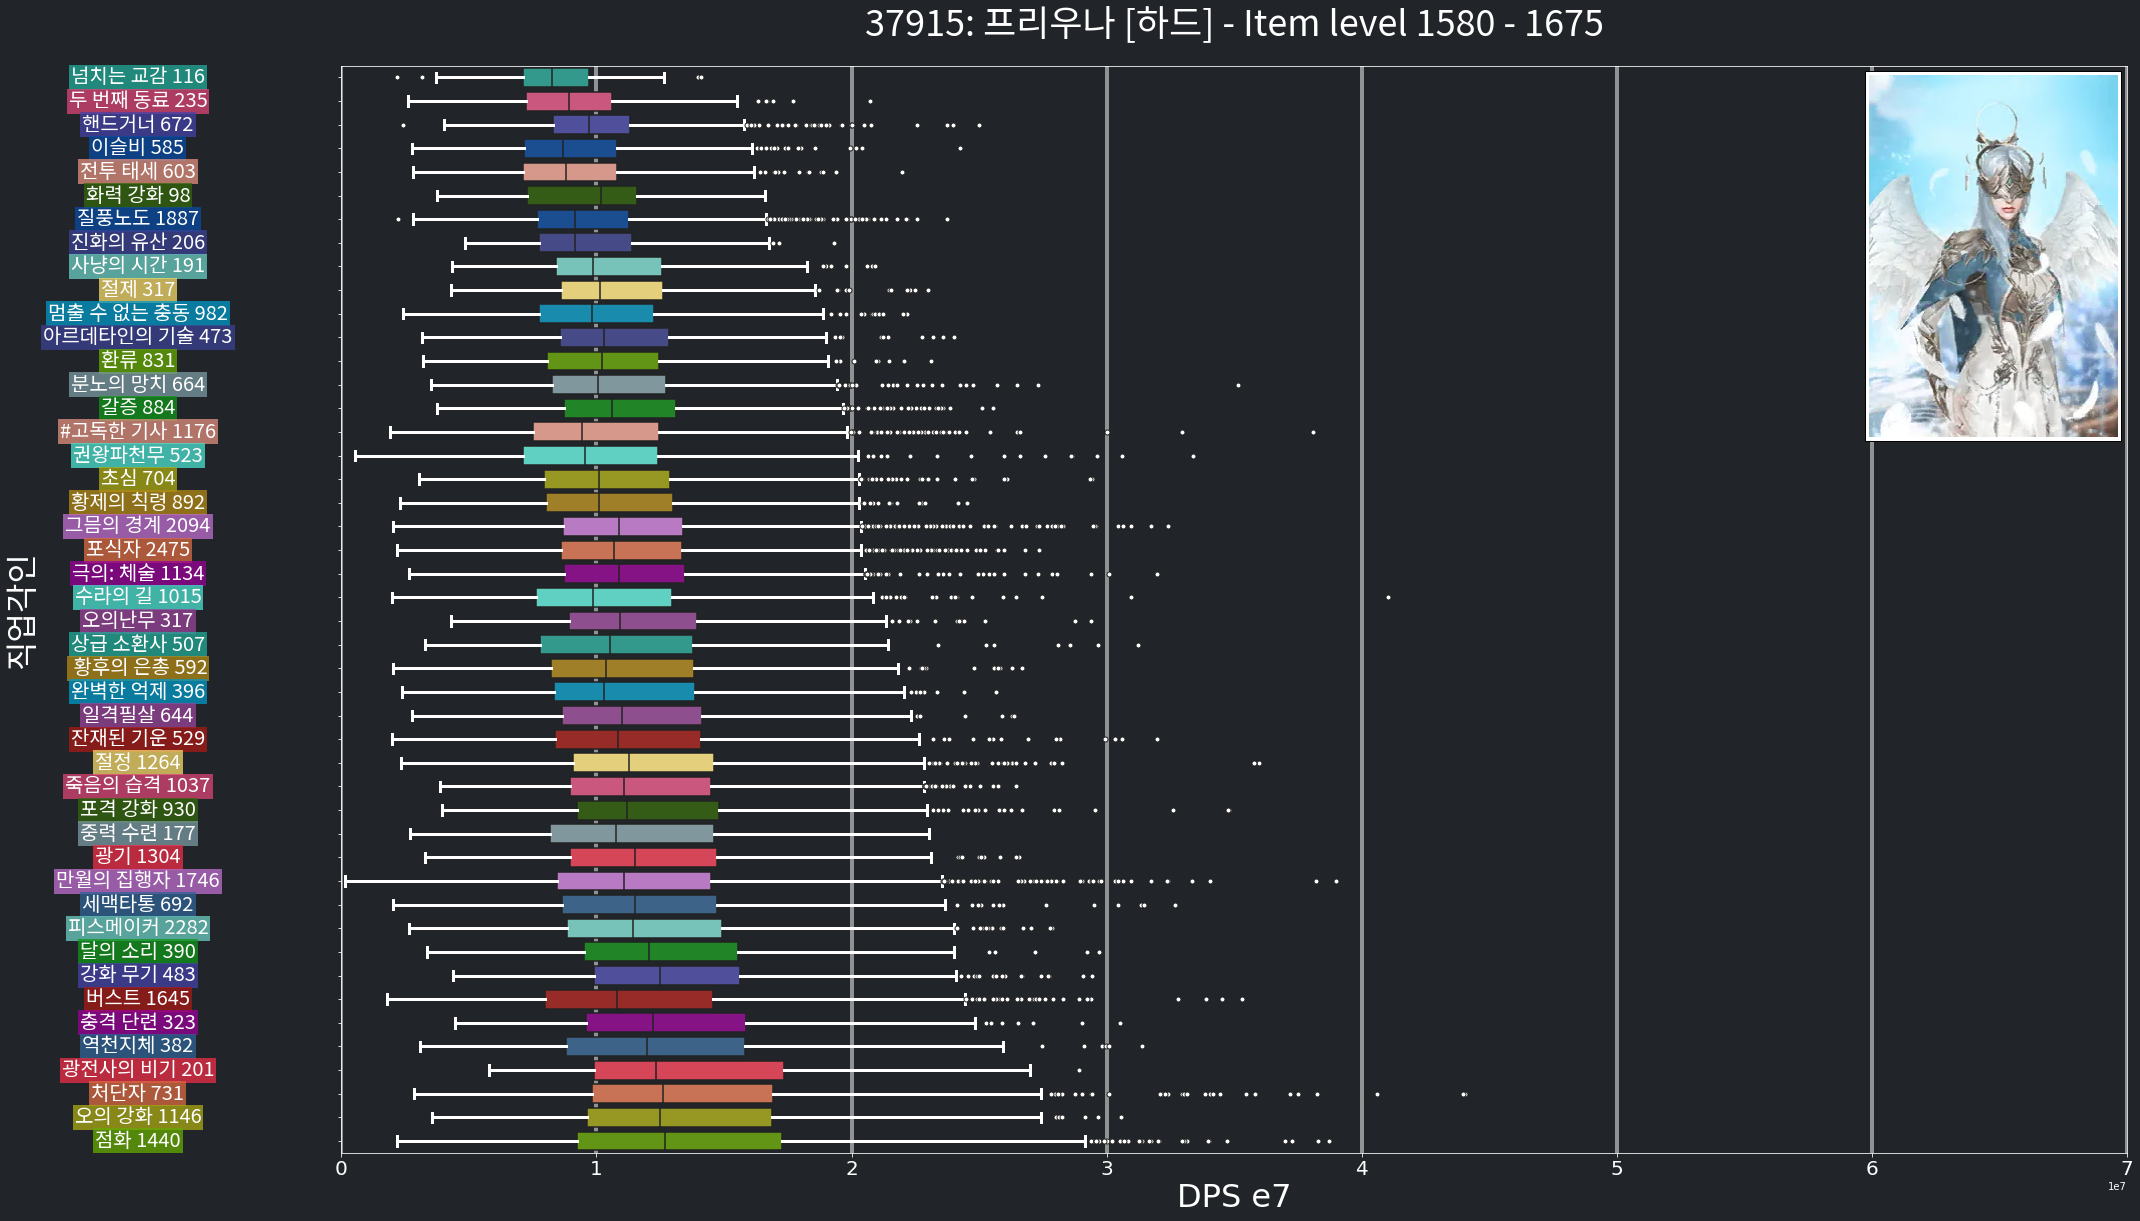 37915: 프리우나 [하드] - Item level 1580 - 1675
직업각인
넘치는 교감 116
두 번째 동료 235
핸드거너 672
이슬비 585
전투 태세 603
화력 강화 98
질풍노도 1887
진화의 유산 206
사냥의 시간 191
절제 317
멈출 수 없는 충동 982
아르데타인의 기술 473
환류 831
분노의 망치 664
갈증 884
#고독한 기사 1176
권왕파천무 523
초심 704
황제의 칙령 892
그믐의 경계 2094
포식자 2475
극의: 체술 1134
수라의 길 1015
오의난무 317
상급 소환사 507
황후의 은총 592
완벽한 억제 396
일격필살 644
잔재된 기운 529
절정 1264
죽음의 습격 1037
포격 강화 930
중력 수련 177
광기 1304
만월의 집행자 1746
세맥타통 692
피스메이커 2282
달의 소리 390
강화 무기 483
버스트 1645
충격 단련 323
역천지체 382
광전사의 비기 201
처단자 731
오의 강화 1146
점화 1440
0 1 2 3 4 5 6 7
1e7
DPS e7